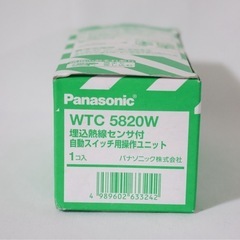 Panasonic
WTC 5820W
埋込熱線センサ付
自動スイッチ用操作ユニット
1コ入
パナソニック株式会社
4 989602 633242